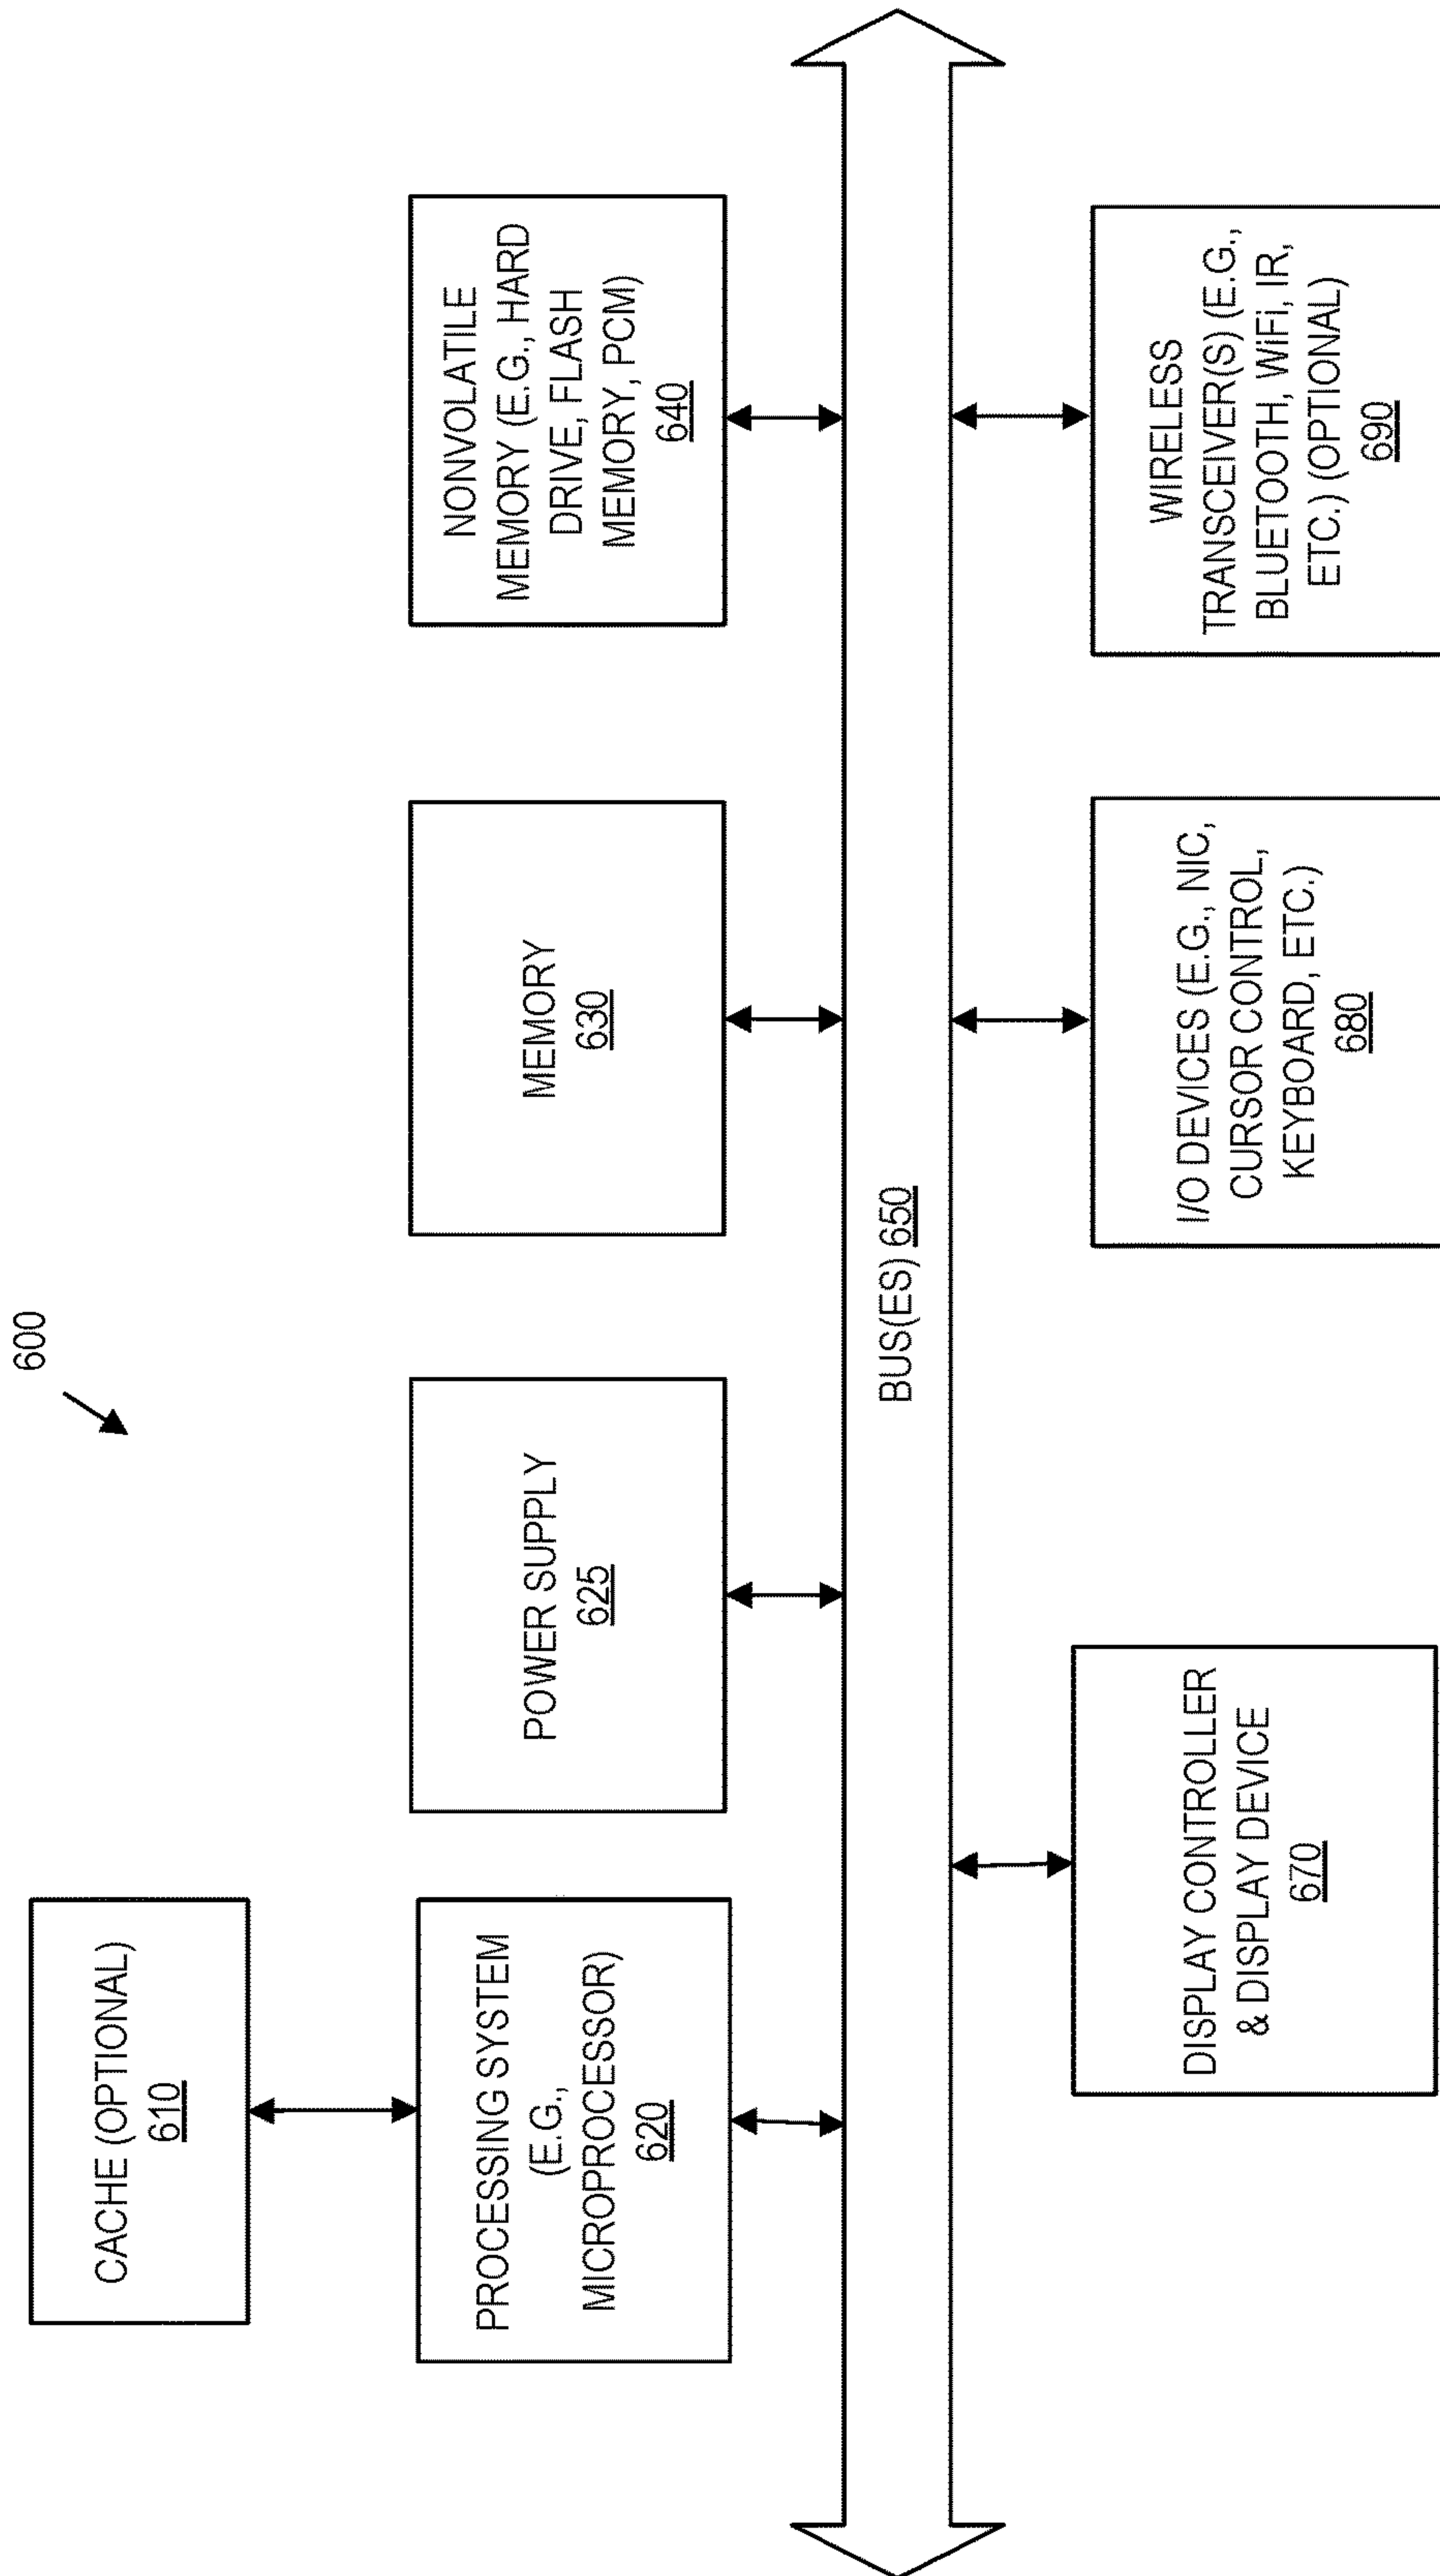 600
CACHE (OPTIONAL)
610
PROCESSING SYSTEM
(E.G.,
MICROPROCESSOR)
620
POWER SUPPLY
625
MEMORY
630
NONVOLATILE
MEMORY (E.G., HARD
DRIVE, FLASH
MEMORY, PCM)
640
BUS(ES) 650
DISPLAY CONTROLLER
& DISPLAY DEVICE
670
I/O DEVICES (E.G., NIC,
CURSOR CONTROL,
KEYBOARD, ETC.)
680
WIRELESS
TRANSCEIVER(S) (E.G.,
BLUETOOTH, WiFi, IR,
ETC.) (OPTIONAL)
690